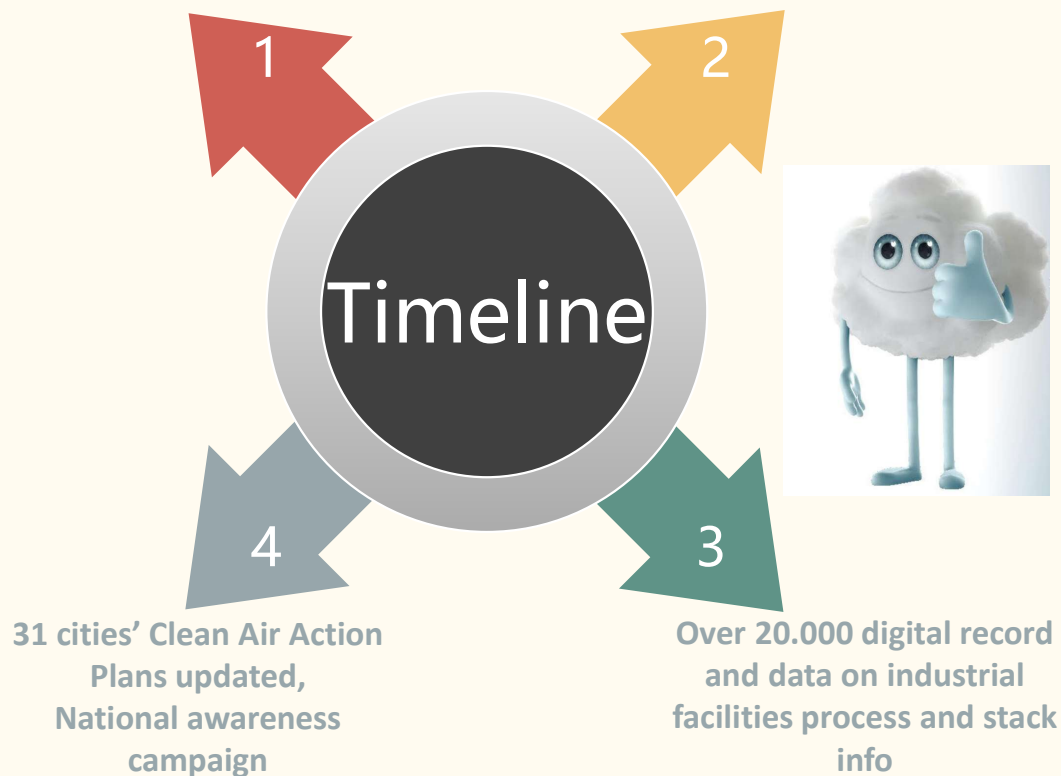 1
2
Timeline
4
3
31 cities’ Clean Air Action
Plans updated,
National awareness
campaign
Over 20.000 digital record
and data on industrial
facilities process and stack
info